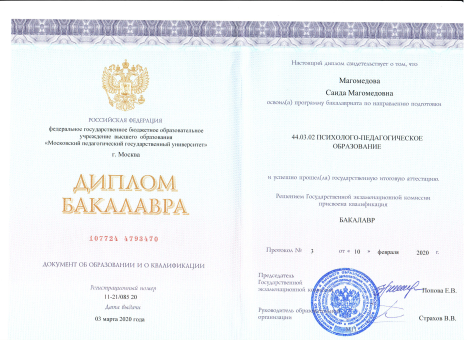 РОССИЙСКАЯ ФЕДЕРАЦИЯ
федеральное государственное бюджетное образовательное
учреждение высшего образования
«Московский педагогический государственный университет»
г. Москва
ДИПЛОМ
БАКАЛАВРА
107724 4793470
ДОКУМЕНТ ОБ ОБРАЗОВАНИИ И О КВАЛИФИКАЦИИ
Регистрационный номер
11-21/085 20
Дата выдачи
03 марта 2020 года
Настоящий диплом свидетельствует о том, что
Магомедова
Саида Магомедовна
освоил(а) программу бакалавриата по направлению подготовки
44.03.02 ПСИХОЛОГО-ПЕДАГОГИЧЕСКОЕ
ОБРАЗОВАНИЕ
и успешно прошел(ла) государственную итоговую аттестацию
Решением Государственной экзаменационной комиссии
присвоена квалификация
БАКАЛАВР
Протокол № 3 от « 10 » февраля 2020 г.
Председатель
Государственной
экзаменационной
Попова Е.В.
Руководитель
организации
Страхов В.В.